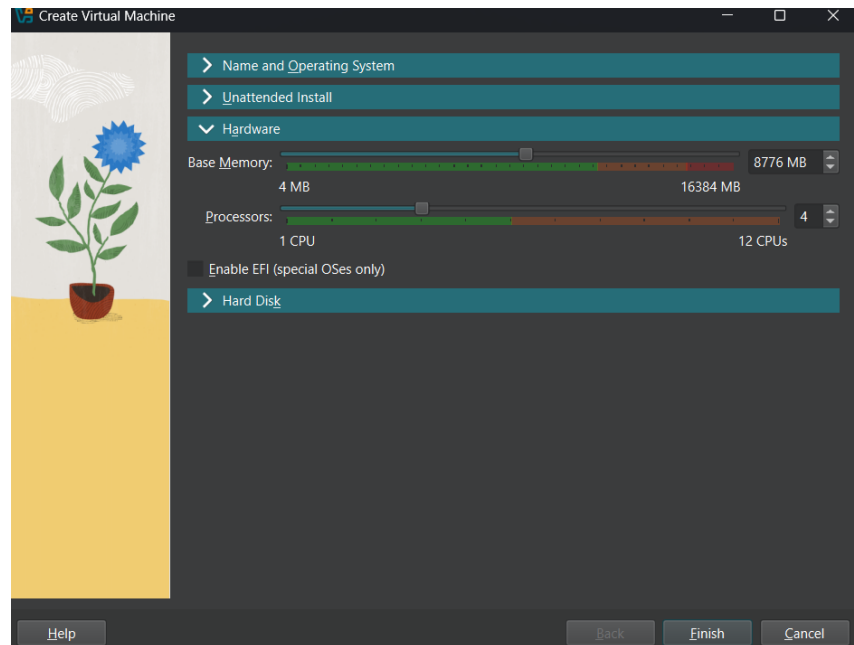 Create Virtual Machine
Name and Operating System
Unattended Install
Hardware
Base Memory: 8776 MB
4 MB 16384 MB
Processors: 4
1 CPU 12 CPUs
Enable EFI (special OSes only)
Hard Disk
Help Back Finish Cancel